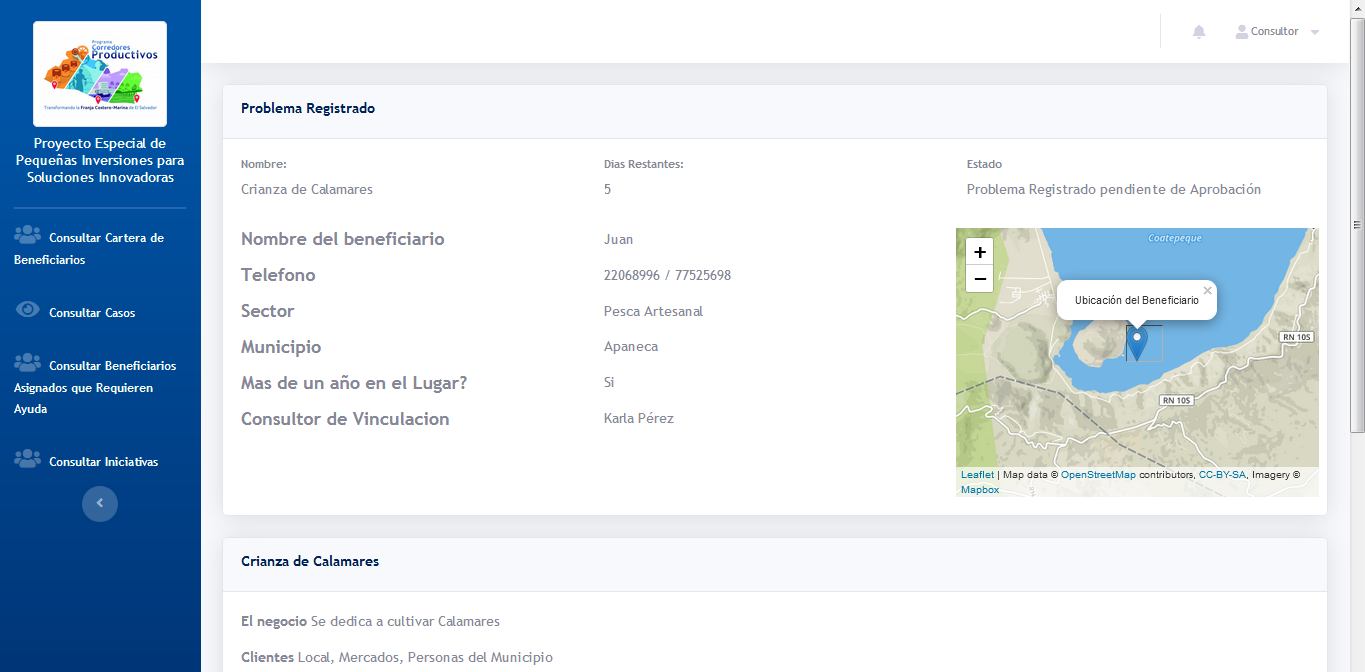 Programa
Corredores
Productivos
Transformando la Franja Costero-Marina de El Salvador
Proyecto Especial de
Pequeñas Inversiones para
Soluciones Innovadoras
Consultar Cartera de
Beneficiarios
Consultar Casos
Consultar Beneficiarios
Asignados que Requieren
Ayuda
Consultar Iniciativas
Consultor
Problema Registrado
Nombre: Dias Restantes: Estado
Crianza de Calamares 5 Problema Registrado pendiente de Aprobación
Nombre del beneficiario Juan
Telefono 22068996 / 77525698
Sector Pesca Artesanal
Municipio Apaneca
Mas de un año en el Lugar? Si
Consultor de Vinculacion Karla Pérez
Coatepeque
+
−
Ubicación del Beneficiario ×
RN 10S
RN 10S
Leaflet | Map data © OpenStreetMap contributors, CC-BY-SA, Imagery ©
Mapbox
Crianza de Calamares
El negocio Se dedica a cultivar Calamares
Clientes Local, Mercados, Personas del Municipio